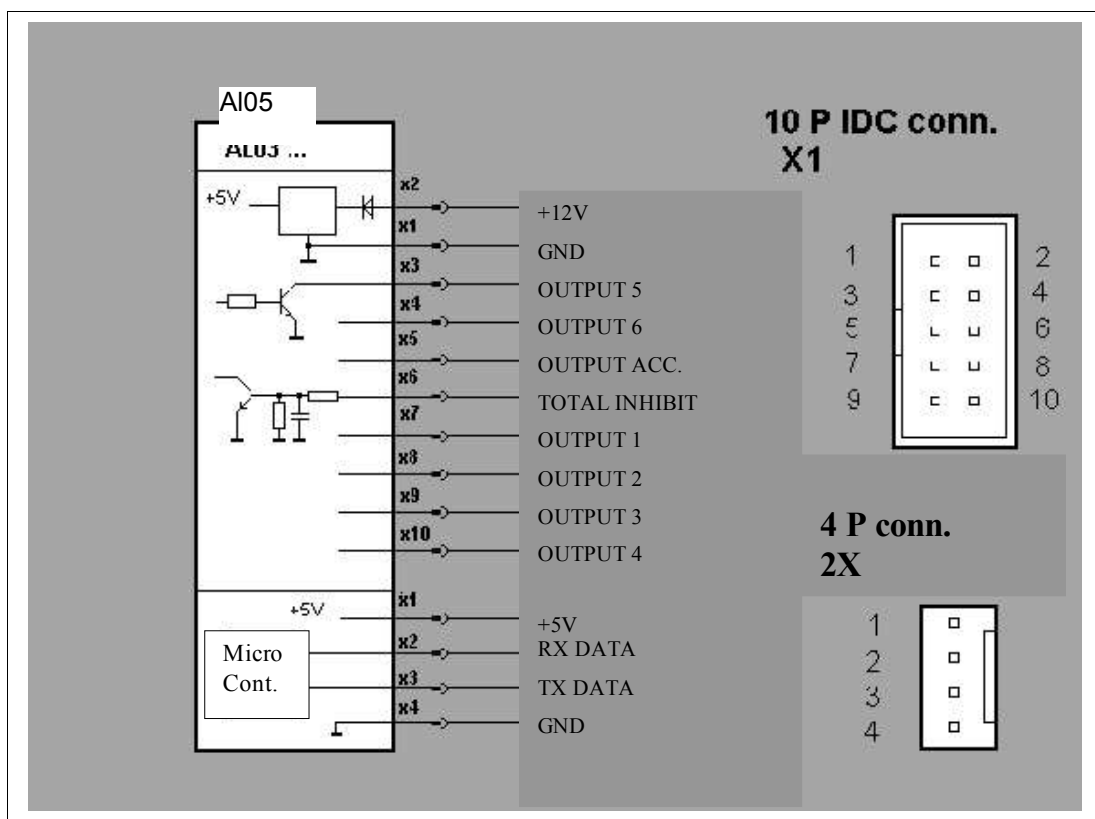 AI05
AL03 ...
10 P IDC conn.
X1
+5V
x2
+12V
x1
GND
x3
OUTPUT 5
x4
OUTPUT 6
x5
OUTPUT ACC.
x6
TOTAL INHIBIT
x7
OUTPUT 1
x8
OUTPUT 2
x9
OUTPUT 3
x10
OUTPUT 4
1 2
3 4
5 6
7 8
9 10
4 P conn.
2X
+5V
x1
+5V
Micro
Cont.
x2
RX DATA
x3
TX DATA
x4
GND
1
2
3
4